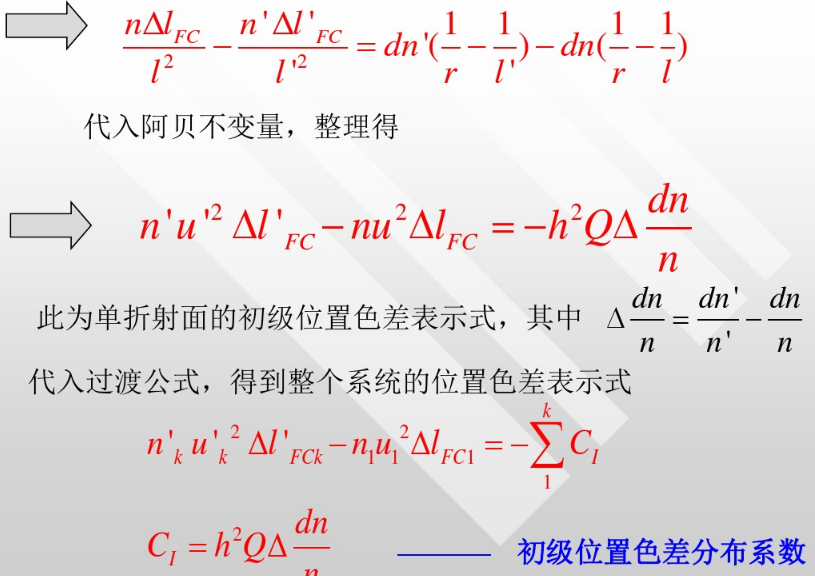 nΔl_FC/l² − n'Δl'_FC/l'² = dn'(1/r − 1/l') − dn(1/r − 1/l)
代入阿贝不变量，整理得
n'u'² Δl'_FC − nu²Δl_FC = −h²QΔ dn/n
此为单折射面的初级位置色差表示式，其中 Δ dn/n = dn'/n' − dn/n
代入过渡公式，得到整个系统的位置色差表示式
n'_k u'_k² Δl'_FCk − n₁u₁²Δl_FC1 = −∑₁ᵏ C_I
C_I = h²QΔ dn/n —— 初级位置色差分布系数